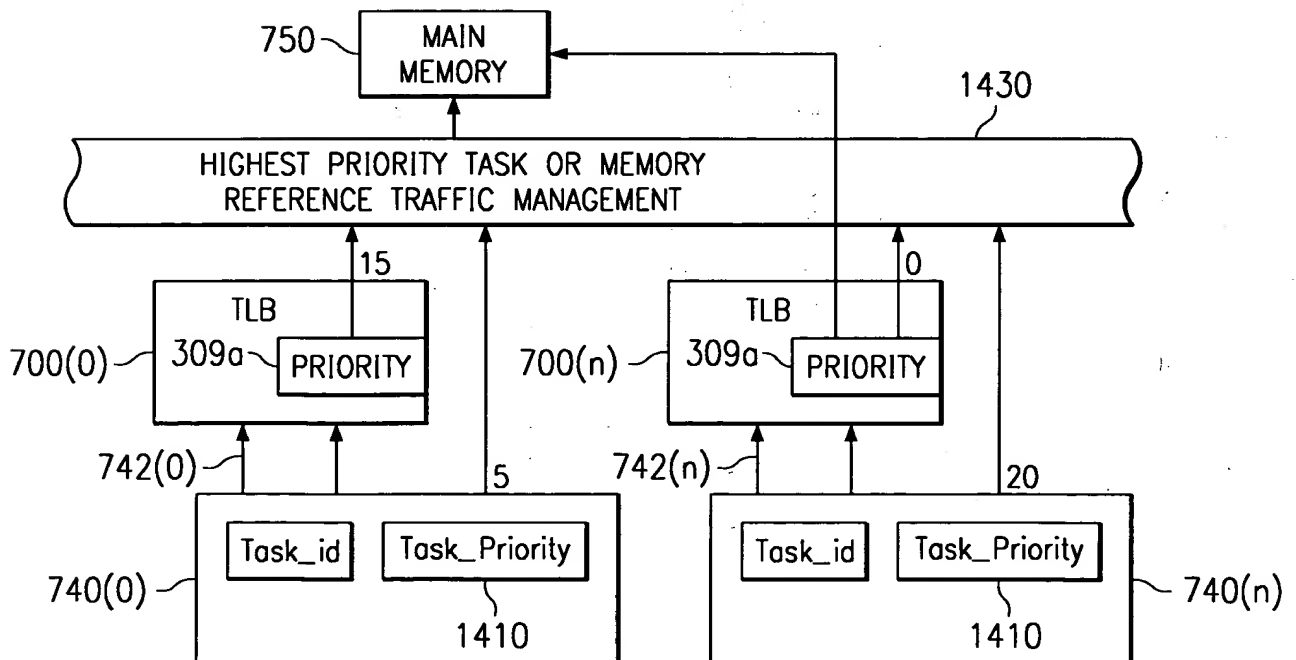 750
MAIN
MEMORY
1430
HIGHEST PRIORITY TASK OR MEMORY
REFERENCE TRAFFIC MANAGEMENT
15
0
TLB
TLB
700(0)
309a
PRIORITY
700(n)
309a
PRIORITY
742(0)
5
742(n)
20
Task_id
Task_Priority
Task_id
Task_Priority
740(0)
1410
1410
740(n)